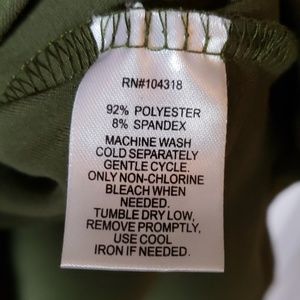 RN#104318
92% POLYESTER
8% SPANDEX
MACHINE WASH
COLD SEPARATELY
GENTLE CYCLE.
ONLY NON-CHLORINE
BLEACH WHEN
NEEDED.
TUMBLE DRY LOW,
REMOVE PROMPTLY,
USE COOL
IRON IF NEEDED.